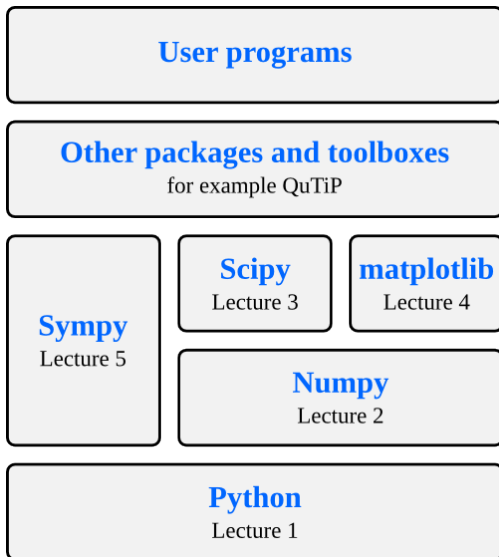 User programs
Other packages and toolboxes
for example QuTiP
Scipy
Lecture 3
matplotlib
Lecture 4
Sympy
Lecture 5
Numpy
Lecture 2
Python
Lecture 1